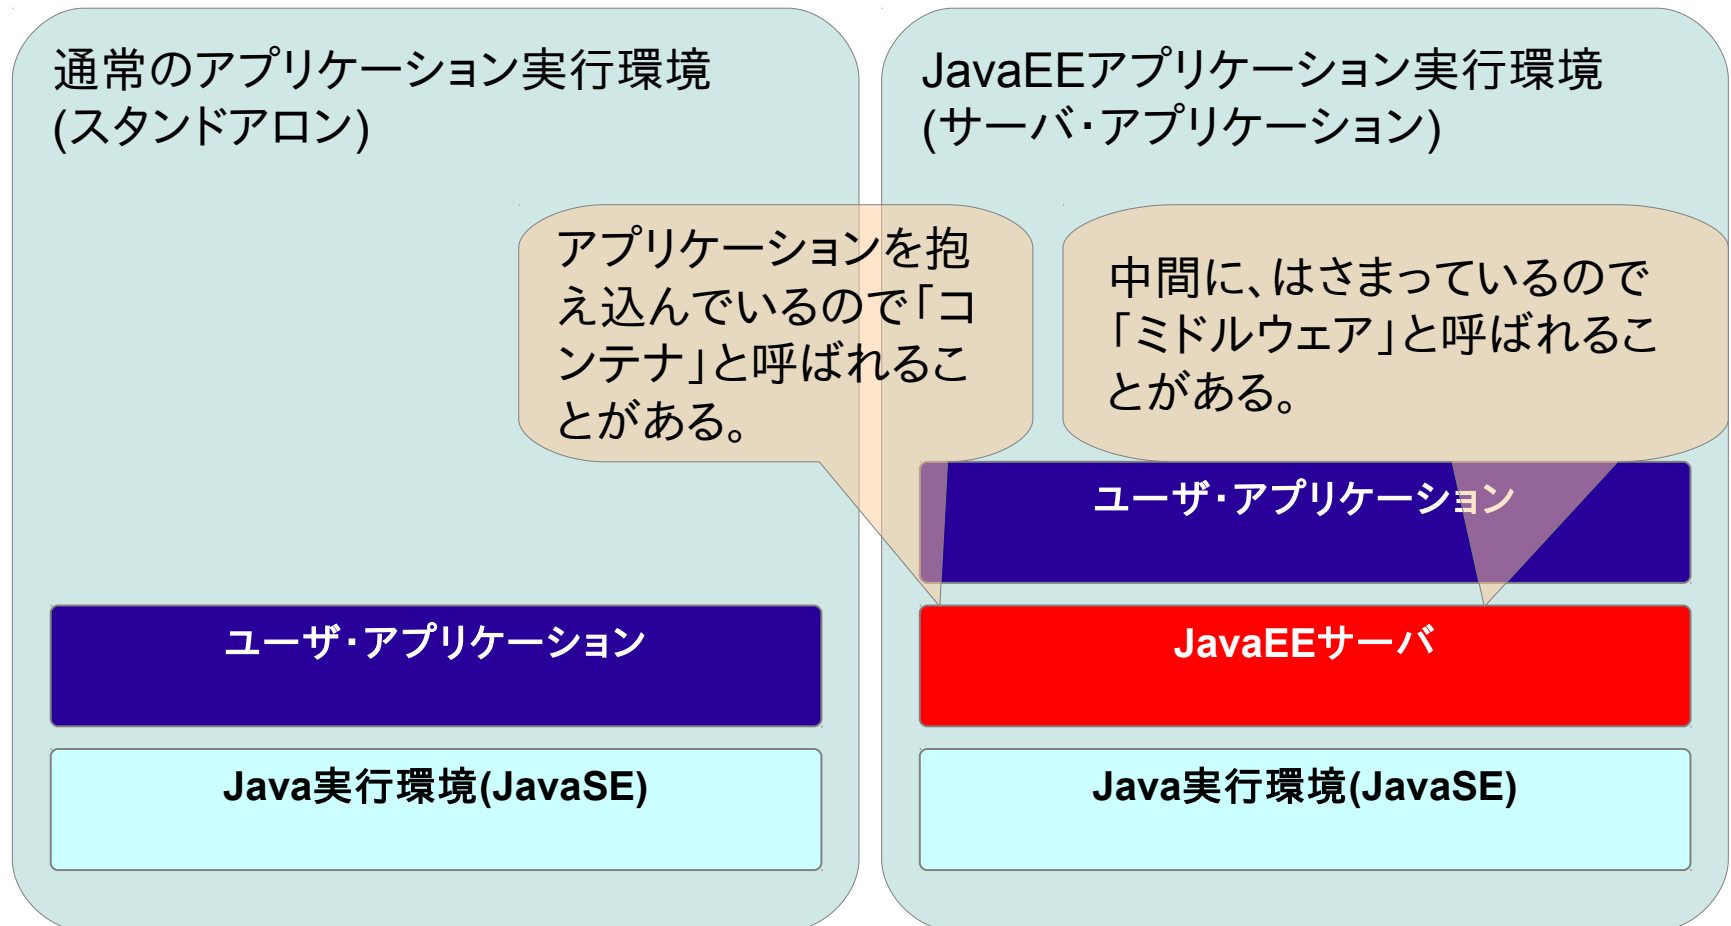 通常のアプリケーション実行環境
(スタンドアロン)
JavaEEアプリケーション実行環境
(サーバ・アプリケーション)
アプリケーションを抱
え込んでいるので「コ
ンテナ」と呼ばれるこ
とがある。
中間に、はさまっているので
「ミドルウェア」と呼ばれるこ
とがある。
ユーザ・アプリケーション
Java実行環境(JavaSE)
ユーザ・アプリケーション
JavaEEサーバ
Java実行環境(JavaSE)